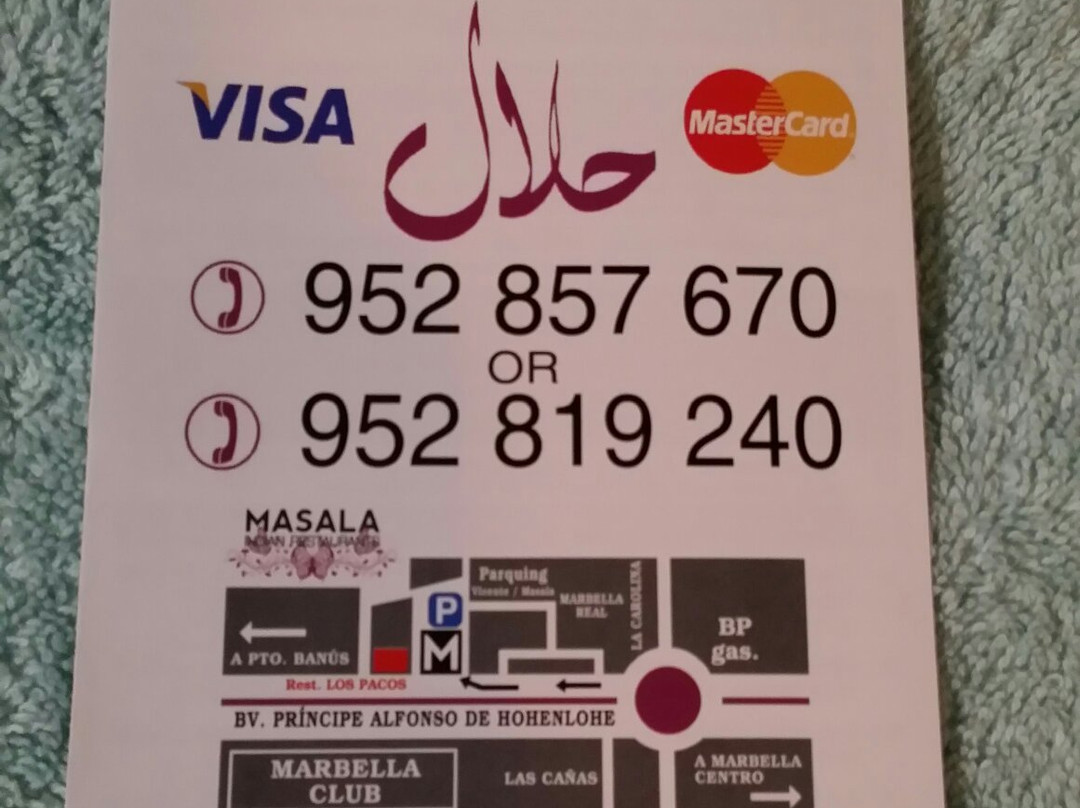 VISA
حلال
MasterCard
952 857 670
OR
952 819 240
MASALA
INDIAN RESTAURANTE
Parquing
Vicente / Masala
MARBELLA
REAL
LA CAROLINA
BP
gas.
P
M
A PTO. BANÚS
Rest. LOS PACOS
BV. PRÍNCIPE ALFONSO DE HOHENLOHE
MARBELLA
CLUB
LAS CAÑAS
A MARBELLA
CENTRO